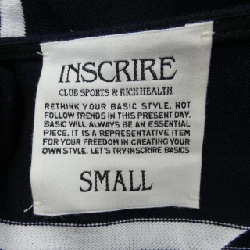 INSCRIRE
CLUB SPORTS & RICH HEALTH
RETHINK YOUR BASIC STYLE. NOT
FOLLOW TRENDS IN THIS PRESENT DAY.
BASIC WILL ALWAYS BE AN ESSENTIAL
PIECE. IT IS A REPRESENTATIVE ITEM
FOR YOUR FREEDOM IN CREATING YOUR
OWN STYLE. LET'S TRY INSCRIRE BASICS
SMALL